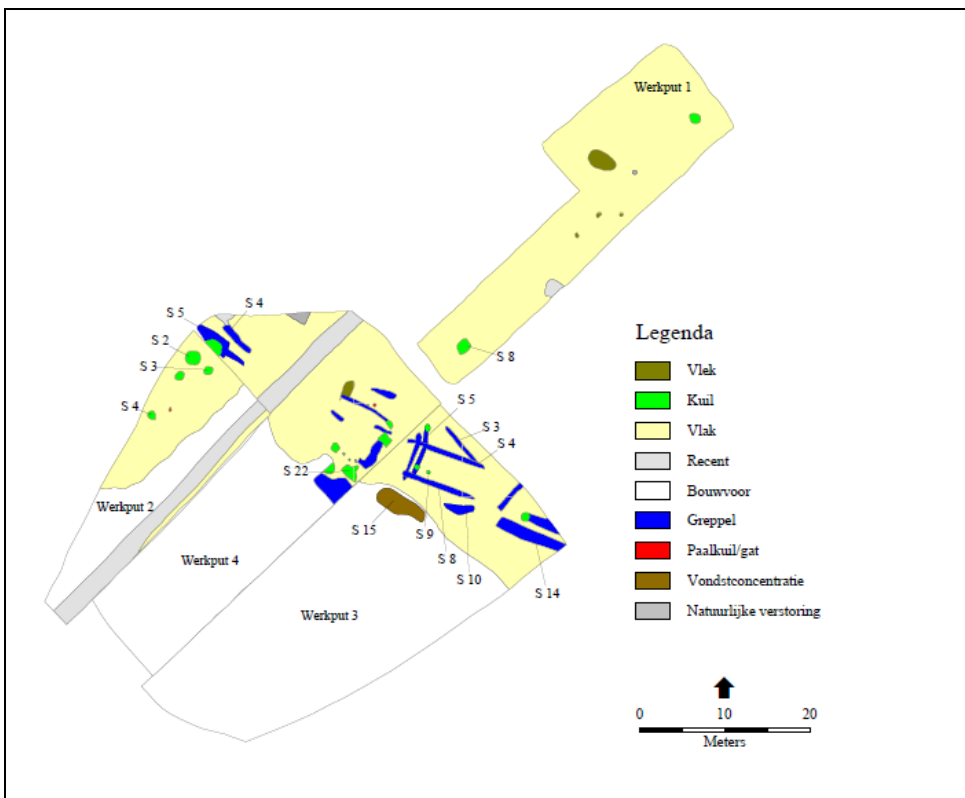 Werkput 1
S 4
S 5
S 2
S 3
S 4
S 8
S 5
S 3
S 4
S 22
Werkput 2
S 15
S 9
S 8
S 10
S 14
Werkput 4
Werkput 3
Legenda
Vlek
Kuil
Vlak
Recent
Bouwvoor
Greppel
Paalkuil/gat
Vondstconcentratie
Natuurlijke verstoring
0 10 20
Meters